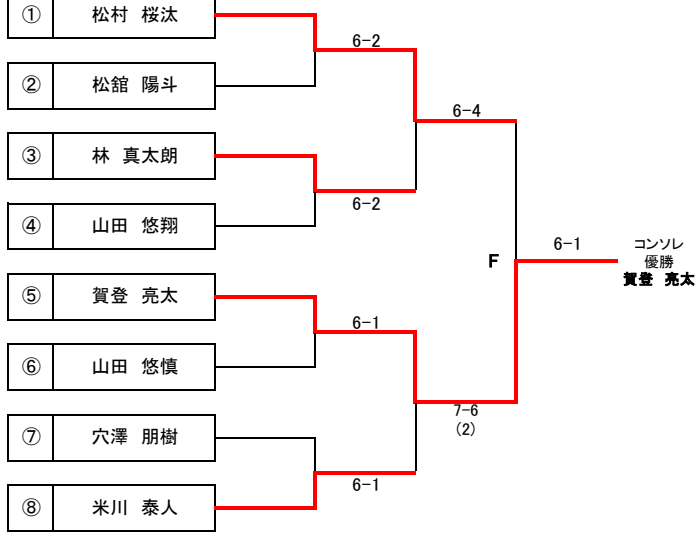 ① 松村 桜汰
6-2
② 松舘 陽斗
6-4
③ 林 真太朗
6-2
④ 山田 悠翔
F
6-1
コンソレ
優勝
賀登 亮太
⑤ 賀登 亮太
6-1
⑥ 山田 悠慎
7-6
(2)
⑦ 穴澤 朋樹
6-1
⑧ 米川 泰人